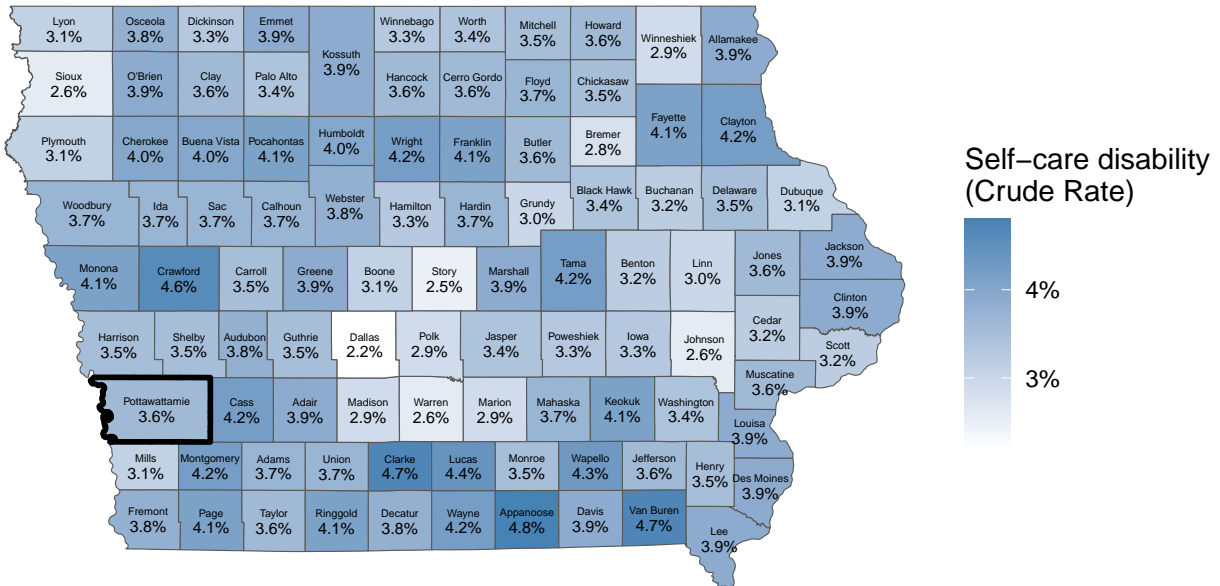 Lyon
3.1%
Osceola
3.8%
Dickinson
3.3%
Emmet
3.9%
Kossuth
3.9%
Winnebago
3.3%
Worth
3.4%
Mitchell
3.5%
Howard
3.6%
Winneshiek
2.9%
Allamakee
3.9%
Sioux
2.6%
O'Brien
3.9%
Clay
3.6%
Palo Alto
3.4%
Hancock
3.6%
Cerro Gordo
3.6%
Floyd
3.7%
Chickasaw
3.5%
Fayette
4.1%
Clayton
4.2%
Plymouth
3.1%
Cherokee
4.0%
Buena Vista
4.0%
Pocahontas
4.1%
Humboldt
4.0%
Wright
4.2%
Franklin
4.1%
Butler
3.6%
Bremer
2.8%
Woodbury
3.7%
Ida
3.7%
Sac
3.7%
Calhoun
3.7%
Webster
3.8%
Hamilton
3.3%
Hardin
3.7%
Grundy
3.0%
Black Hawk
3.4%
Buchanan
3.2%
Delaware
3.5%
Dubuque
3.1%
Monona
4.1%
Crawford
4.6%
Carroll
3.5%
Greene
3.9%
Boone
3.1%
Story
2.5%
Marshall
3.9%
Tama
4.2%
Benton
3.2%
Linn
3.0%
Jones
3.6%
Jackson
3.9%
Clinton
3.9%
Harrison
3.5%
Shelby
3.5%
Audubon
3.8%
Guthrie
3.5%
Dallas
2.2%
Polk
2.9%
Jasper
3.4%
Poweshiek
3.3%
Iowa
3.3%
Johnson
2.6%
Cedar
3.2%
Scott
3.2%
Muscatine
3.6%
Pottawattamie
3.6%
Cass
4.2%
Adair
3.9%
Madison
2.9%
Warren
2.6%
Marion
2.9%
Mahaska
3.7%
Keokuk
4.1%
Washington
3.4%
Louisa
3.9%
Mills
3.1%
Montgomery
4.2%
Adams
3.7%
Union
3.7%
Clarke
4.7%
Lucas
4.4%
Monroe
3.5%
Wapello
4.3%
Jefferson
3.6%
Henry
3.5%
Des Moines
3.9%
Fremont
3.8%
Page
4.1%
Taylor
3.6%
Ringgold
4.1%
Decatur
3.8%
Wayne
4.2%
Appanoose
4.8%
Davis
3.9%
Van Buren
4.7%
Lee
3.9%
Self−care disability
(Crude Rate)
4%
3%